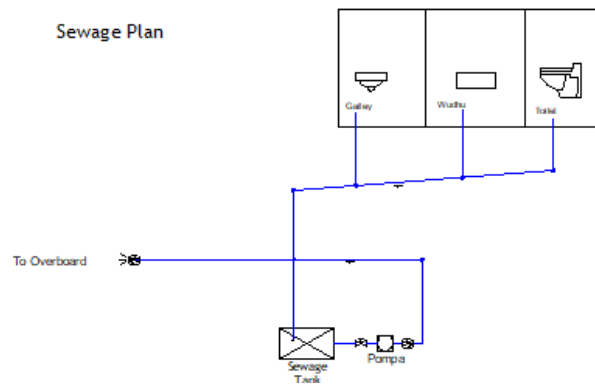 Sewage Plan
Galley
Wudhu
Toilet
To Overboard
Sewage
Tank
Pompa